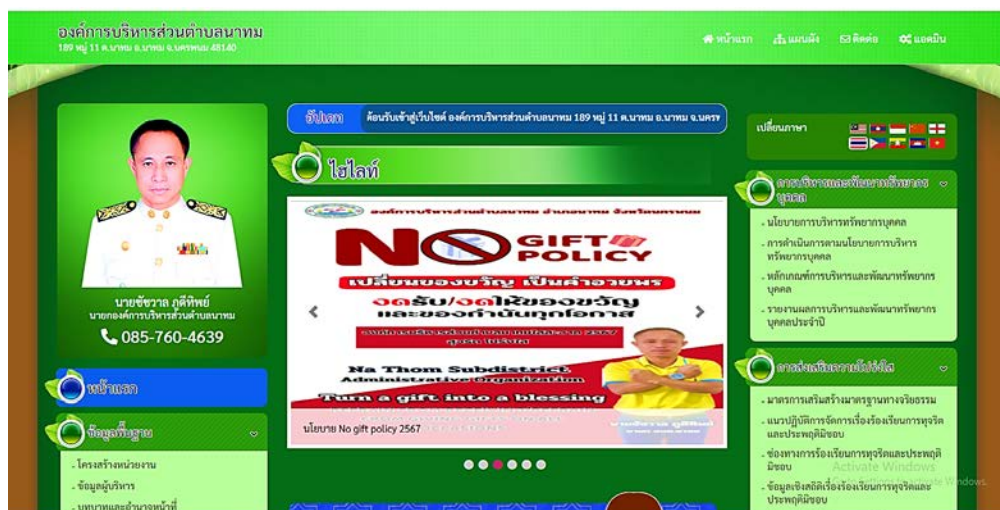 องค์การบริหารส่วนตำบลนาทม
189 หมู่ 11 ต.นาทม อ.นาทม จ.นครพนม 48140
หน้าแรก แผนผัง ติดต่อ แอดมิน
อัปเดท
ต้อนรับเข้าสู่เว็บไซต์ องค์การบริหารส่วนตำบลนาทม 189 หมู่ 11 ต.นาทม อ.นาทม จ.นคร
เปลี่ยนภาษา
ไฮไลท์
องค์การบริหารส่วนตำบลนาทม อำเภอนาทม จังหวัดนครพนม
NO GIFT
POLICY
เปลี่ยนของขวัญ เป็นคำอวยพร
งดรับ/งดให้ของขวัญ
และของกำนันทุกโอกาส
Na Thom Subdistrict
Administrative Organization
Turn a gift into a blessing
นโยบาย No gift policy 2567
นายชัชวาล ภูดีทิพย์
นายกองค์การบริหารส่วนตำบลนาทม
085-760-4639
หน้าแรก
ข้อมูลพื้นฐาน
- โครงสร้างหน่วยงาน
- ข้อมูลผู้บริหาร
- บทบาทและอำนาจหน้าที่
การบริหารและพัฒนาทรัพยากร
บุคคล
- นโยบายการบริหารทรัพยากรบุคคล
- การดำเนินการตามนโยบายการบริหาร
ทรัพยากรบุคคล
- หลักเกณฑ์การบริหารและพัฒนาทรัพยากร
บุคคล
- รายงานผลการบริหารและพัฒนาทรัพยากร
บุคคลประจำปี
การส่งเสริมความโปร่งใส
- มาตรการเสริมสร้างมาตรฐานทางจริยธรรม
- แนวปฏิบัติการจัดการเรื่องร้องเรียนการทุจริต
และประพฤติมิชอบ
- ช่องทางการร้องเรียนการทุจริตและประพฤติ
มิชอบ
- ข้อมูลเชิงสถิติเรื่องร้องเรียนการทุจริตและ
ประพฤติมิชอบ
Activate Windows